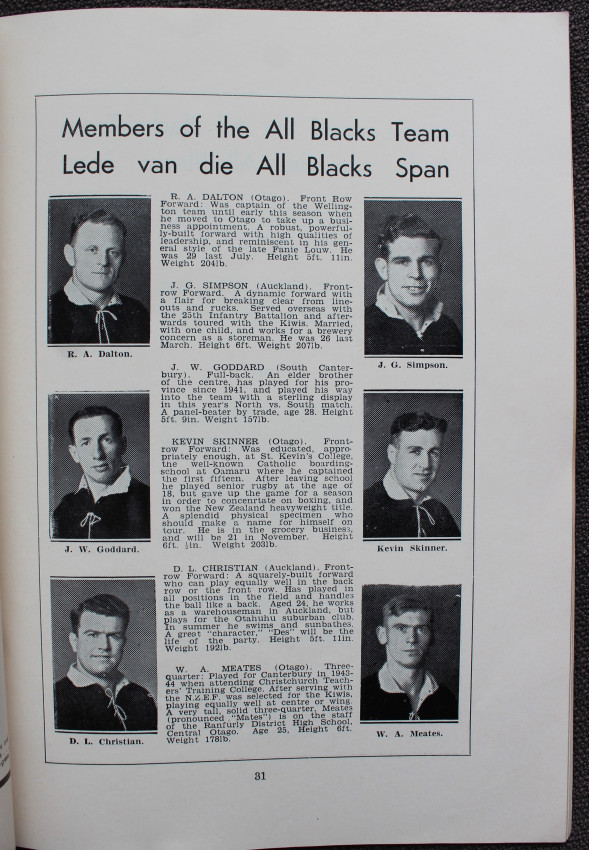 Members of the All Blacks Team
Lede van die All Blacks Span
R. A. DALTON (Otago). Front Row
Forward: Was captain of the Welling-
ton team until early this season when
he moved to Otago to take up a busi-
ness appointment. A robust, powerful-
ly-built forward with high qualities of
leadership, and reminiscent in his gen-
eral style of the late Fanie Louw. He
was 29 last July. Height 5ft. 11in.
Weight 204lb.
R. A. Dalton.
J. G. SIMPSON (Auckland). Front-
row Forward. A dynamic forward with
a flair for breaking clear from line-
outs and rucks. Served overseas with
the 25th Infantry Battalion and after-
wards toured with the Kiwis. Married,
with one child, and works for a brewery
concern as a storeman. He was 26 last
March. Height 6ft. Weight 207lb.
J. G. Simpson.
J. W. GODDARD (South Canter-
bury). Full-back. An elder brother
of the centre, has played for his pro-
vince since 1941, and played his way
into the team with a sterling display
in this year's North vs. South match.
A panel-beater by trade, age 28. Height
5ft. 9in. Weight 157lb.
J. W. Goddard.
KEVIN SKINNER (Otago). Front-
row Forward: Was educated, appro-
priately enough, at St. Kevin's College,
the well-known Catholic boarding-
school at Oamaru where he captained
the first fifteen. After leaving school
he played senior rugby at the age of
18, but gave up the game for a season
in order to concenrtate on boxing, and
won the New Zealand heavyweight title.
A splendid physical specimen who
should make a name for himself on
tour. He is in the grocery business,
and will be 21 in November. Height
6ft. ½in. Weight 203lb.
Kevin Skinner.
D. L. CHRISTIAN (Auckland). Front-
row Forward: A squarely-built forward
who can play equally well in the back
row or the front row. Has played in
all positions in the field and handles
the ball like a back. Aged 24, he works
as a warehouseman in Auckland, but
plays for the Otahuhu suburban club.
In summer he swims and sunbathes.
A great "character," "Des" will be the
life of the party. Height 5ft. 11in.
Weight 192lb.
D. L. Christian.
W. A. MEATES (Otago). Three-
quarter: Played for Canterbury in 1943-
44 when attending Christchurch Teach-
ers' Training College. After serving with
the N.Z.E.F. was selected for the Kiwis,
playing equally well at centre or wing.
A very tall, solid three-quarter, Meates
(pronounced "Mates") is on the staff
of the Ranfurly District High School,
Central Otago. Age 25, Height 6ft.
Weight 178lb.
W. A. Meates.
31